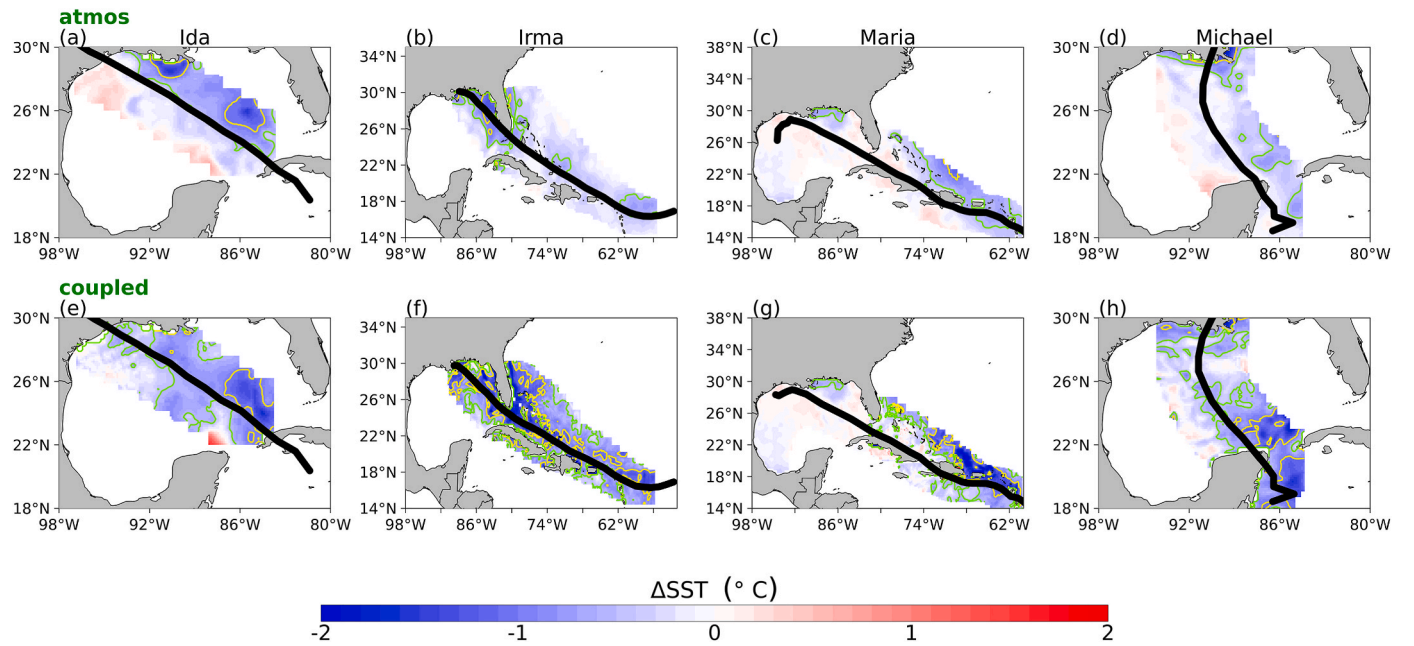 atmos
(a) Ida (b) Irma (c) Maria (d) Michael
30°N 34°N 38°N 30°N
30°N 34°N
26°N 26°N 30°N 26°N
22°N 26°N
22°N 22°N 22°N
18°N 18°N
18°N 14°N 14°N 18°N
98°W 92°W 86°W 80°W 98°W 86°W 74°W 62°W 98°W 86°W 74°W 62°W 98°W 92°W 86°W 80°W
coupled
(e) (f) (g) (h)
30°N 34°N 38°N 30°N
30°N 34°N
26°N 26°N 30°N 26°N
22°N 26°N
22°N 18°N 22°N 22°N
18°N
18°N 14°N 14°N 18°N
98°W 92°W 86°W 80°W 98°W 86°W 74°W 62°W 98°W 86°W 74°W 62°W 98°W 92°W 86°W 80°W
ΔSST (° C)
-2 -1 0 1 2